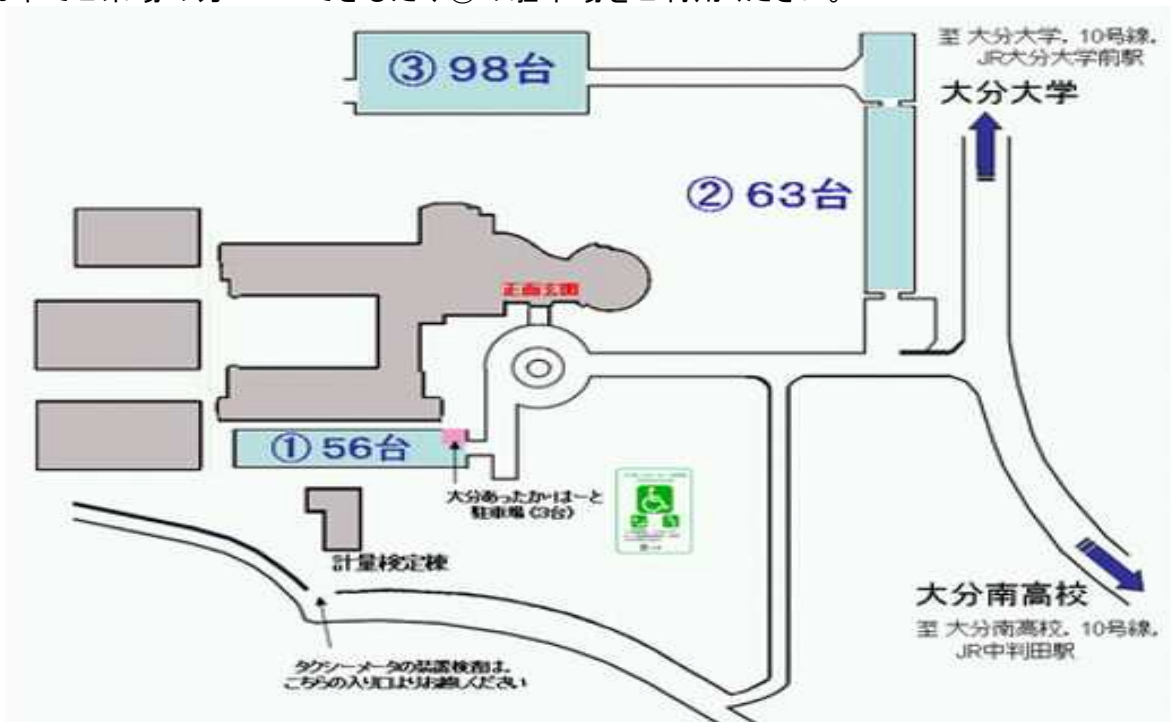 至 大分大学，10号線，
JR大分大学前駅
大分大学
③ 98台
② 63台
正面玄関
① 56台
大分あったか・はーと
駐車場（3台）
計量検定棟
大分南高校
至 大分南高校，10号線，
JR中判田駅
タクシーメータの装置検査は，
こちらの入り口よりお越しください